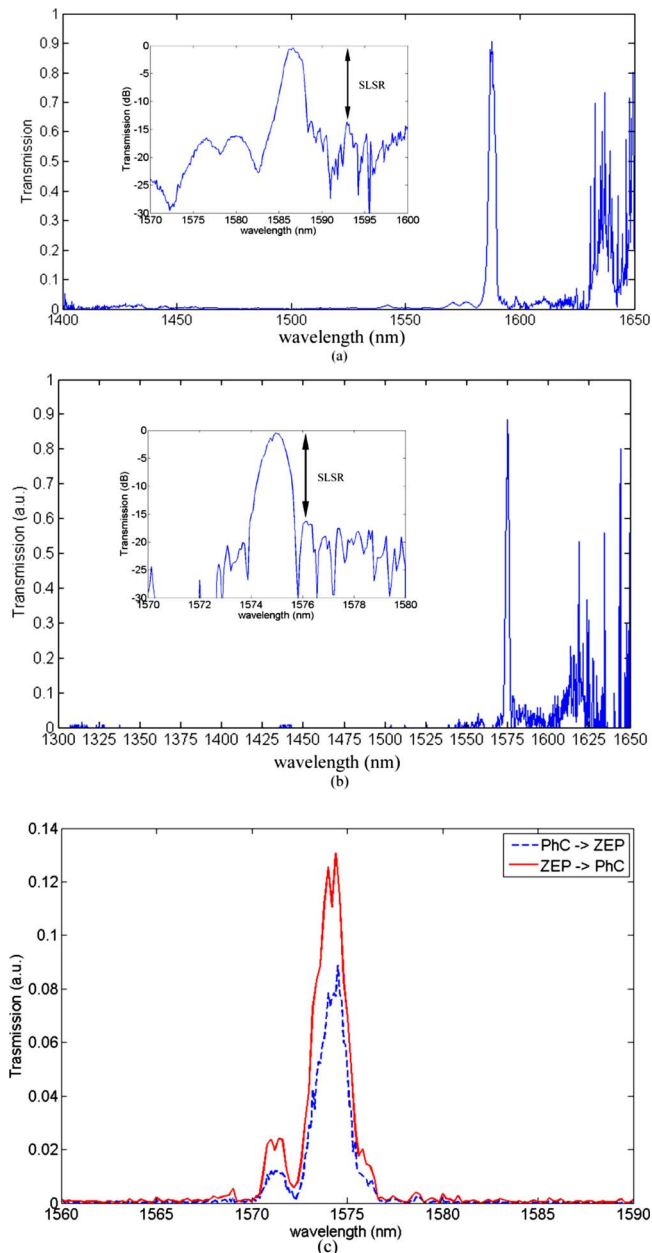 1
0.9
0.8
0.7
0.6
0.5
0.4
0.3
0.2
0.1
0
Transmission
0
-5
-10
-15
-20
-25
-30
Transmission (dB)
SLSR
1570 1575 1580 1585 1590 1595 1600
wavelength (nm)
1400 1450 1500 1550 1600 1650
wavelength (nm)
(a)
1
0.9
0.8
0.7
0.6
0.5
0.4
0.3
0.2
0.1
0
Transmission (a.u.)
0
-5
-10
-15
-20
-25
-30
Transmission (dB)
SLSR
1570 1572 1574 1576 1578 1580
wavelength (nm)
1300 1325 1350 1375 1400 1425 1450 1475 1500 1525 1550 1575 1600 1625 1650
wavelength (nm)
(b)
0.14
0.12
0.1
0.08
0.06
0.04
0.02
0
Trasmission (a.u.)
PhC -> ZEP
ZEP -> PhC
1560 1565 1570 1575 1580 1585 1590
wavelength (nm)
(c)